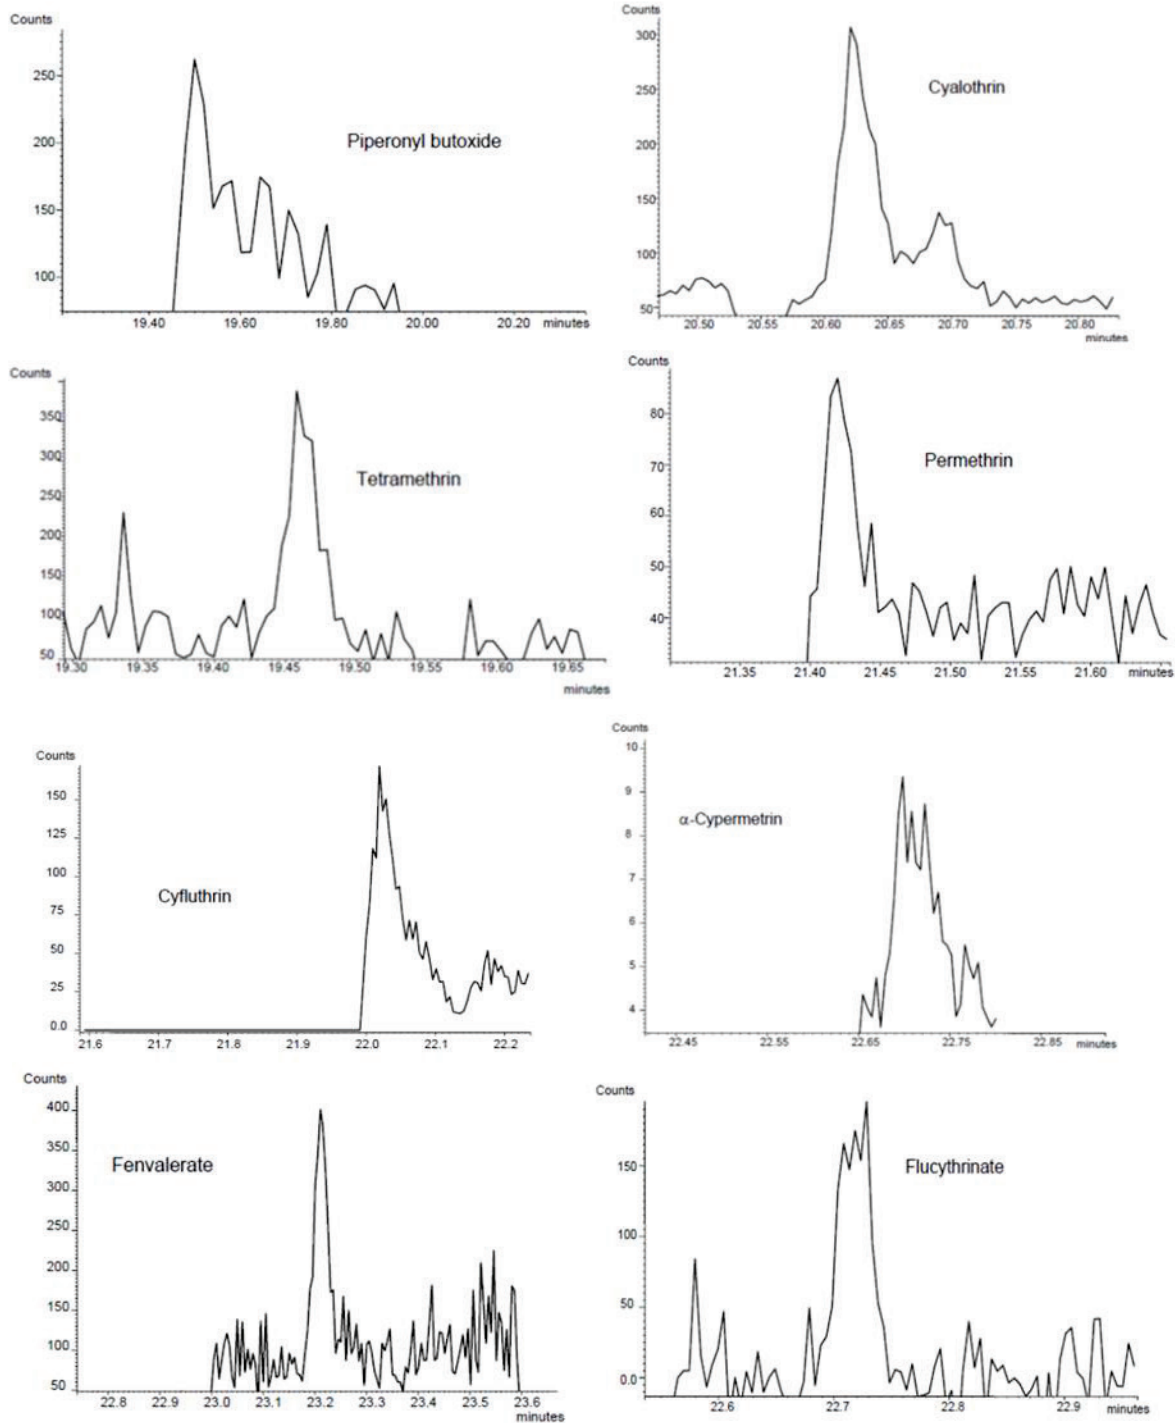 Counts
250
200
150
100
19.40 19.60 19.80 20.00 20.20 minutes
Piperonyl butoxide
Counts
300
250
200
150
100
50
20.50 20.55 20.60 20.65 20.70 20.75 20.80
minutes
Cyalothrin
Counts
350
300
250
200
150
100
50
19.30 19.35 19.40 19.45 19.50 19.55 19.60 19.65
minutes
Tetramethrin
Counts
80
70
60
50
40
21.35 21.40 21.45 21.50 21.55 21.60 minutes
Permethrin
Counts
150
125
100
75
50
25
0.0
21.6 21.7 21.8 21.9 22.0 22.1 22.2
Cyfluthrin
Counts
10
9
8
7
6
5
4
22.45 22.55 22.65 22.75 22.85 minutes
α-Cypermetrin
Counts
400
350
300
250
200
150
100
50
22.8 22.9 23.0 23.1 23.2 23.3 23.4 23.5 23.6
minutes
Fenvalerate
Counts
150
100
50
0.0
22.6 22.7 22.8 22.9 minutes
Flucythrinate